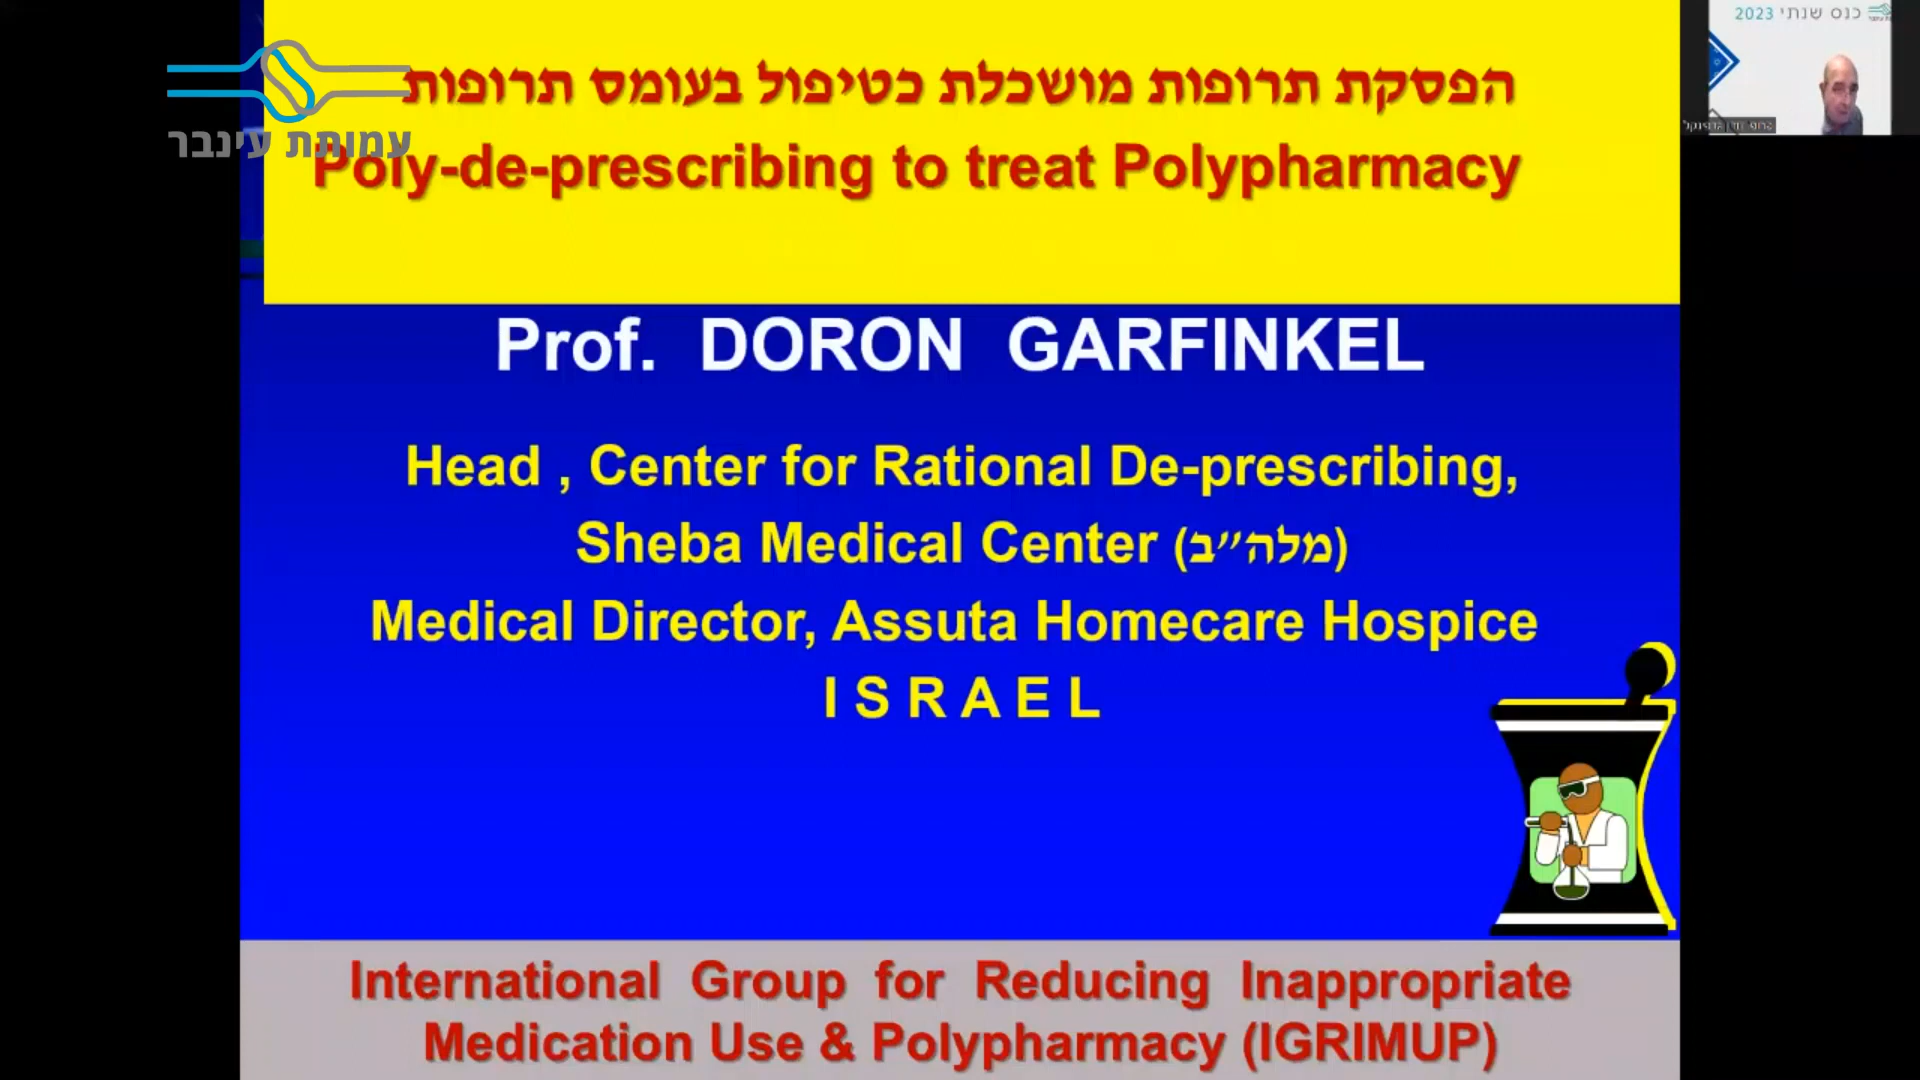 הפסקת תרופות מושכלת כטיפול בעומס תרופות
עמותת עינבר
Poly-de-prescribing to treat Polypharmacy
Prof. DORON GARFINKEL
Head , Center for Rational De-prescribing,
Sheba Medical Center (מלה״ב)
Medical Director, Assuta Homecare Hospice
I S R A E L
International Group for Reducing Inappropriate
Medication Use & Polypharmacy (IGRIMUP)
כנס שנתי 2023